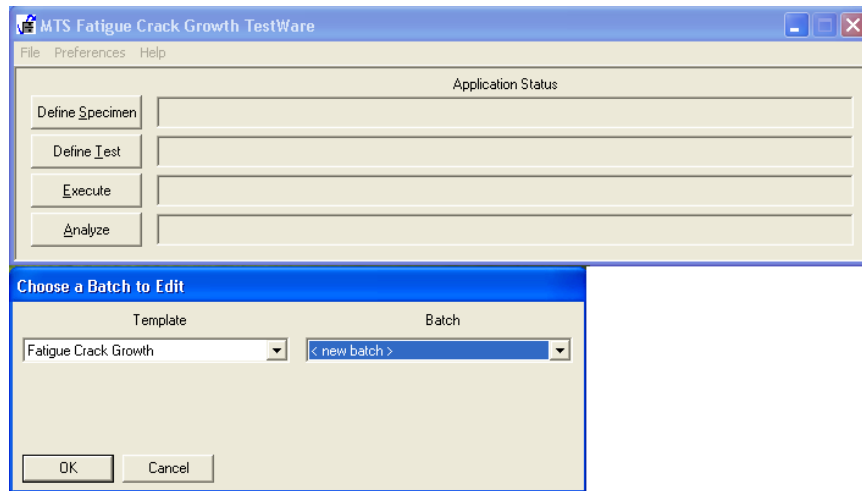 MTS Fatigue Crack Growth TestWare
File Preferences Help
Application Status
Define Specimen
Define Test
Execute
Analyze
Choose a Batch to Edit
Template Batch
Fatigue Crack Growth < new batch >
OK Cancel